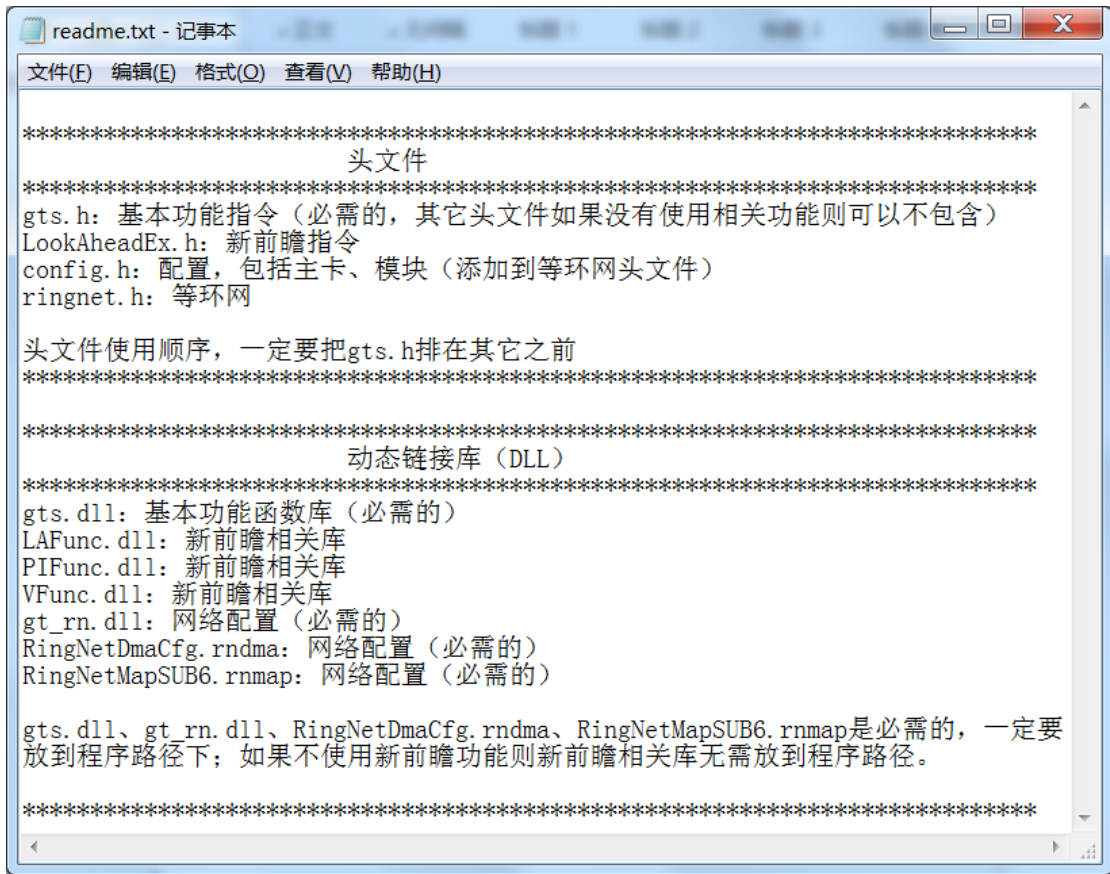 readme.txt - 记事本
文件(F) 编辑(E) 格式(O) 查看(V) 帮助(H)
***************************************************************************
头文件
***************************************************************************
gts.h: 基本功能指令（必需的，其它头文件如果没有使用相关功能则可以不包含）
LookAheadEx.h: 新前瞻指令
config.h: 配置，包括主卡、模块（添加到等环网头文件）
ringnet.h: 等环网
头文件使用顺序，一定要把gts.h排在其它之前
***************************************************************************
***************************************************************************
动态链接库（DLL）
***************************************************************************
gts.dll: 基本功能函数库（必需的）
LAFunc.dll: 新前瞻相关库
PIFunc.dll: 新前瞻相关库
VFunc.dll: 新前瞻相关库
gt_rn.dll: 网络配置（必需的）
RingNetDmaCfg.rndma: 网络配置（必需的）
RingNetMapSUB6.rnmap: 网络配置（必需的）
gts.dll、gt_rn.dll、RingNetDmaCfg.rndma、RingNetMapSUB6.rnmap是必需的，一定要
放到程序路径下；如果不使用新前瞻功能则新前瞻相关库无需放到程序路径。
***************************************************************************